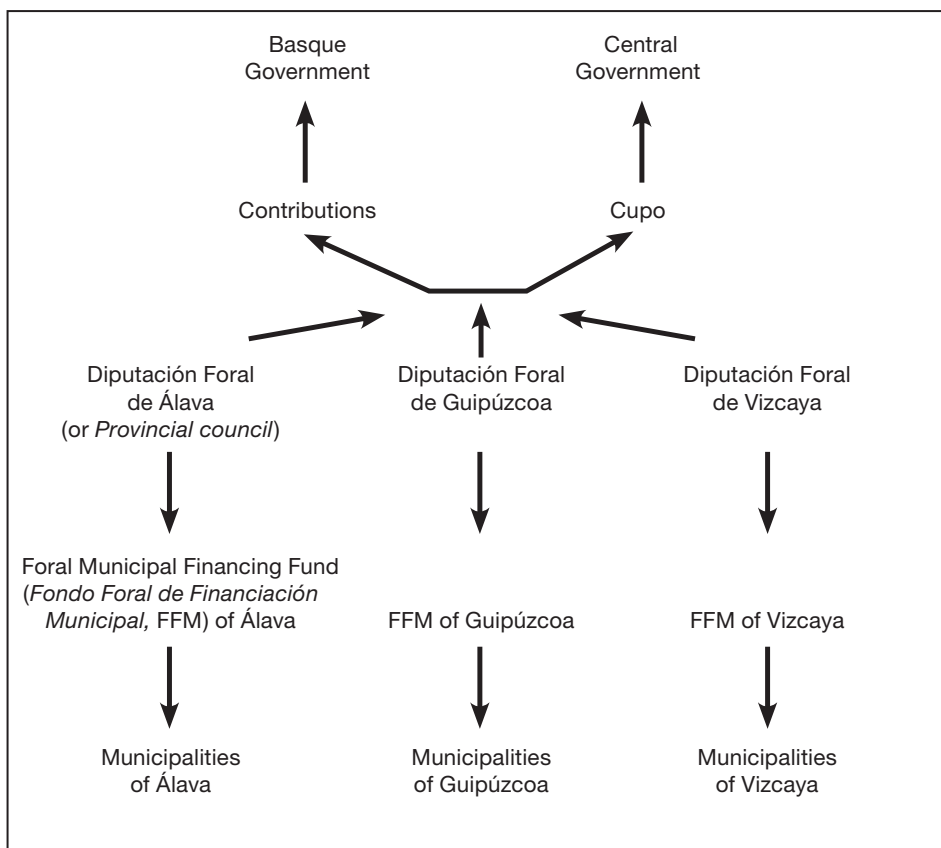 Basque
Government
Central
Government
Contributions
Cupo
Diputación Foral
de Álava
(or Provincial council)
Diputación Foral
de Guipúzcoa
Diputación Foral
de Vizcaya
Foral Municipal Financing Fund
(Fondo Foral de Financiación
Municipal, FFM) of Álava
FFM of Guipúzcoa
FFM of Vizcaya
Municipalities
of Álava
Municipalities
of Guipúzcoa
Municipalities
of Vizcaya